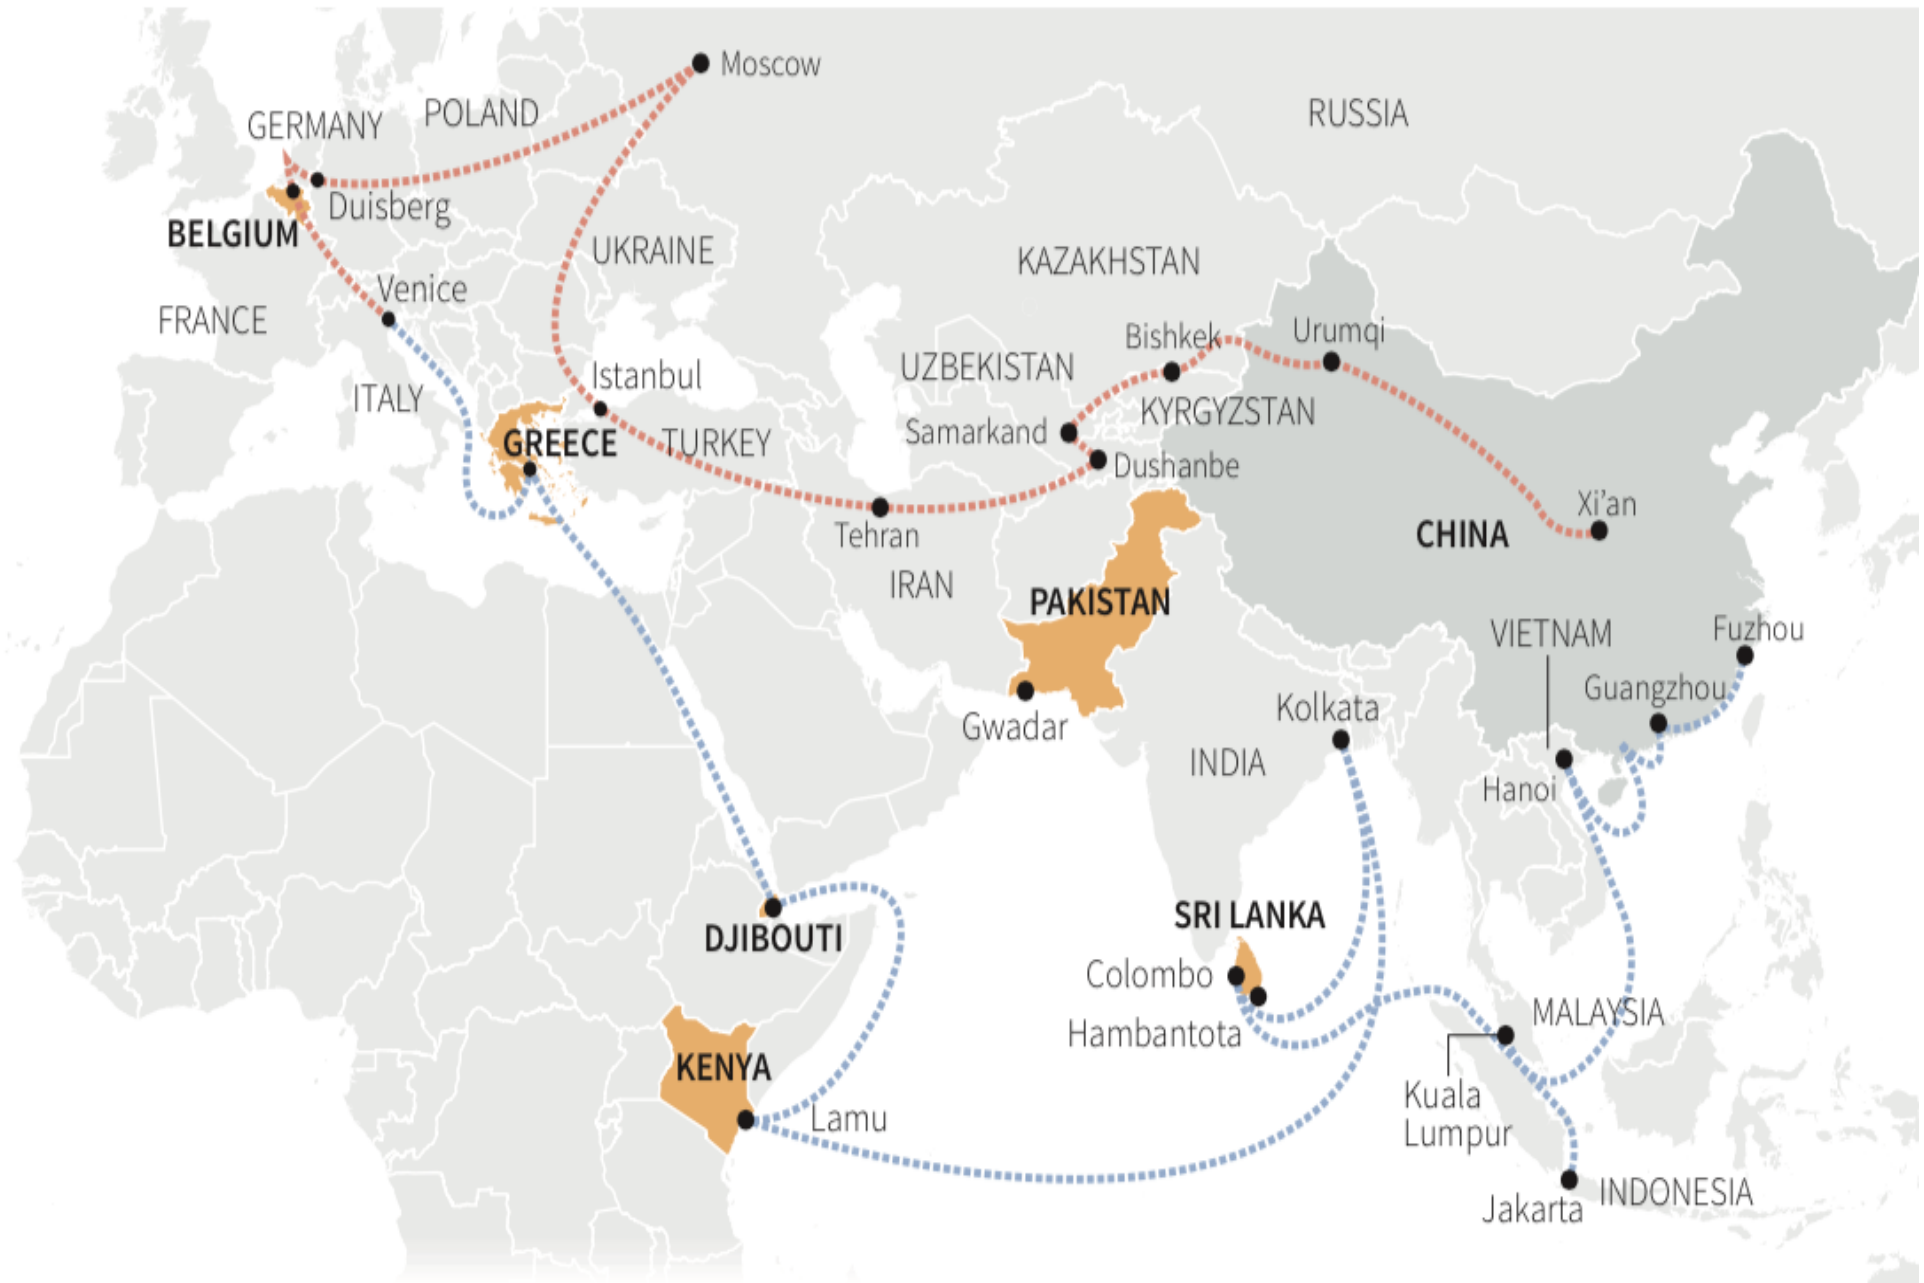 Moscow
RUSSIA
GERMANY
POLAND
Duisberg
BELGIUM
UKRAINE
KAZAKHSTAN
Venice
FRANCE
Bishkek
Urumqi
UZBEKISTAN
Istanbul
ITALY
KYRGYZSTAN
Samarkand
GREECE
TURKEY
Dushanbe
Xi’an
Tehran
CHINA
IRAN
PAKISTAN
VIETNAM
Fuzhou
Guangzhou
Kolkata
Gwadar
INDIA
Hanoi
SRI LANKA
DJIBOUTI
Colombo
MALAYSIA
Hambantota
KENYA
Lamu
Kuala
Lumpur
INDONESIA
Jakarta